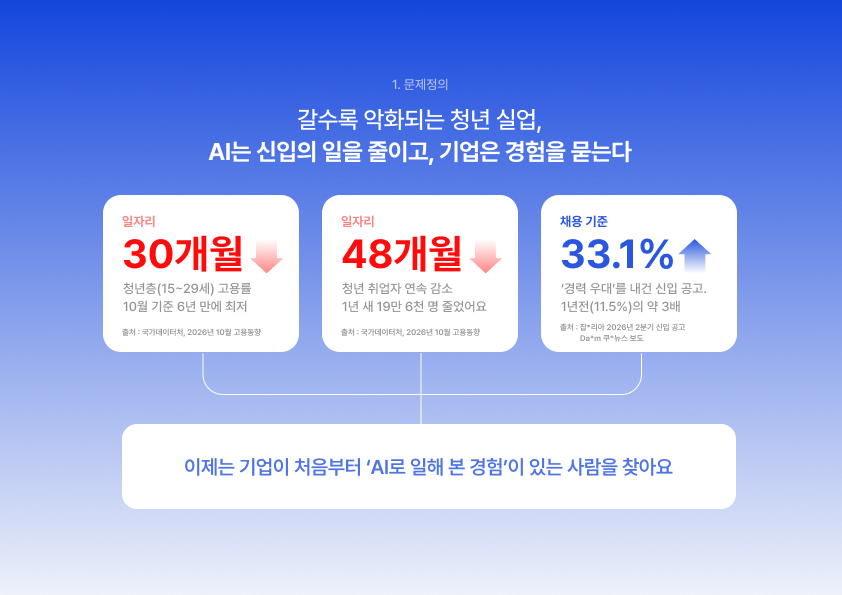 1. 문제정의
갈수록 악화되는 청년 실업,
AI는 신입의 일을 줄이고, 기업은 경험을 묻는다
일자리
30개월
청년층(15~29세) 고용률
10월 기준 6년 만에 최저
출처 : 국가데이터처, 2026년 10월 고용동향
일자리
48개월
청년 취업자 연속 감소
1년 새 19만 6천 명 줄었어요
출처 : 국가데이터처, 2026년 10월 고용동향
채용 기준
33.1%
‘경력 우대’를 내건 신입 공고.
1년전(11.5%)의 약 3배
출처 : 잡*리아 2026년 2분기 신입 공고
Da*m 쿠*뉴스 보도
이제는 기업이 처음부터 ‘AI로 일해 본 경험’이 있는 사람을 찾아요